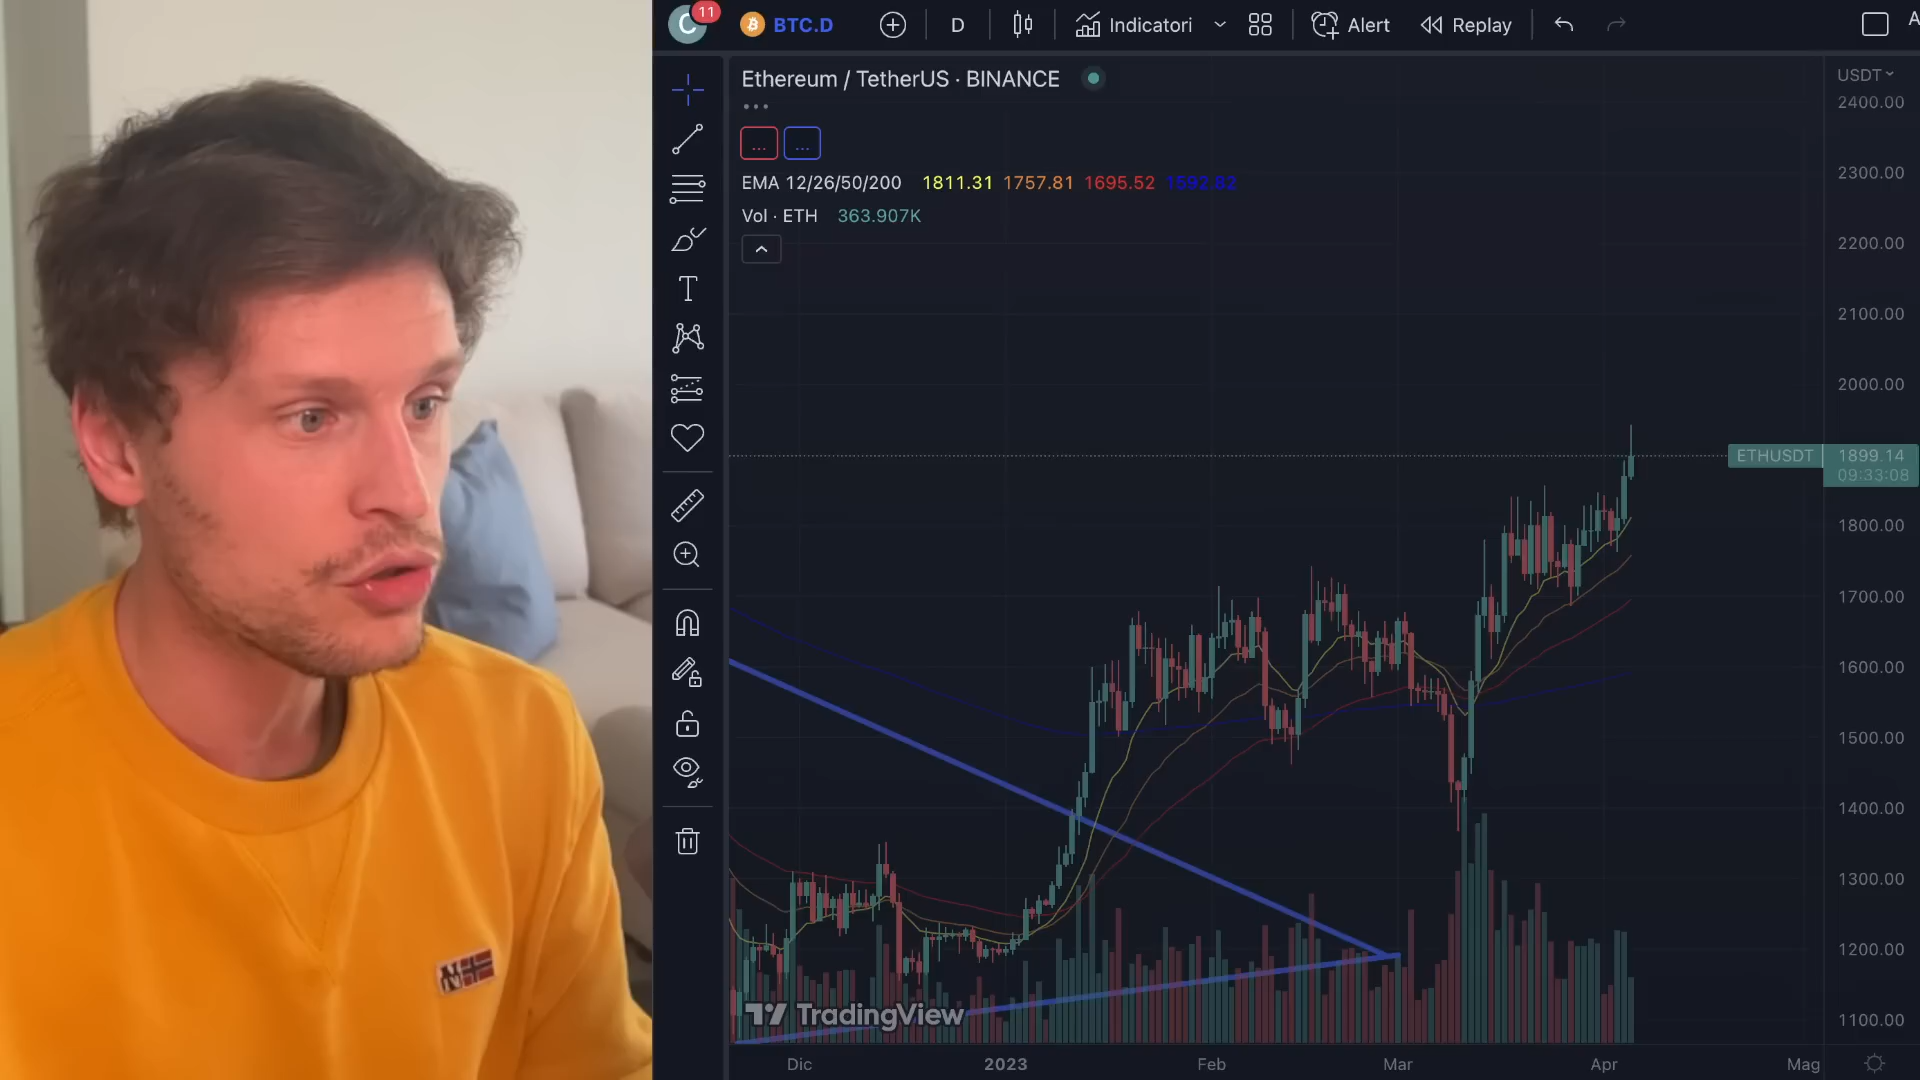 C 11 BTC.D D Indicatori Alert Replay
Ethereum / TetherUS · BINANCE
... ...
EMA 12/26/50/200 1811.31 1757.81 1695.52 1592.82
Vol · ETH 363.907K
USDT
2400.00
2300.00
2200.00
2100.00
2000.00
ETHUSDT 1899.14
09:33:08
1800.00
1700.00
1600.00
1500.00
1400.00
1300.00
1200.00
1100.00
N
TradingView
Dic 2023 Feb Mar Apr Mag